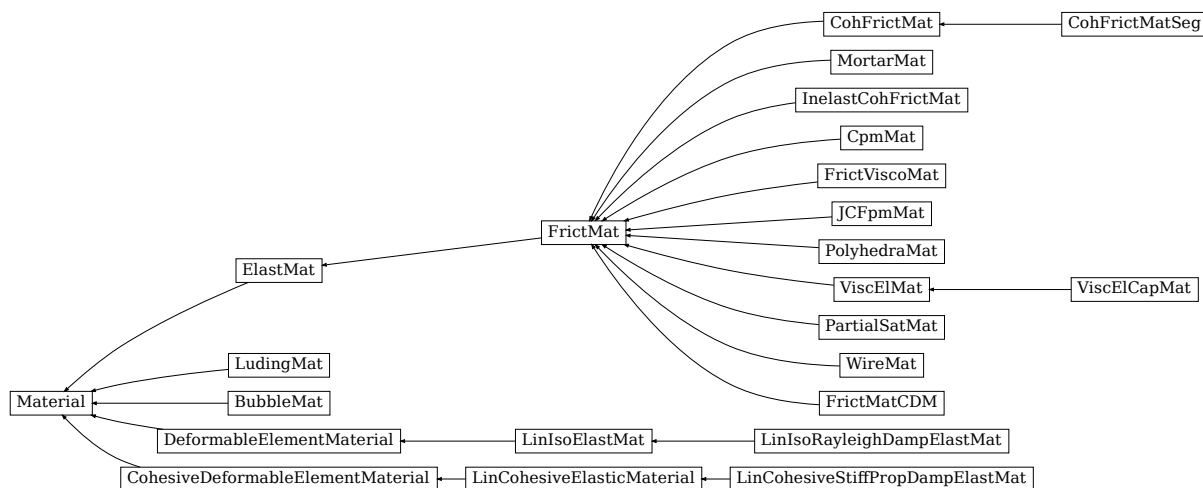 CohFrictMat
CohFrictMatSeg
MortarMat
InelastCohFrictMat
CpmMat
FrictViscoMat
JCFpmMat
FrictMat
PolyhedraMat
ElastMat
ViscElMat
ViscElCapMat
PartialSatMat
LudingMat
WireMat
Material
BubbleMat
FrictMatCDM
DeformableElementMaterial
LinIsoElastMat
LinIsoRayleighDampElastMat
CohesiveDeformableElementMaterial
LinCohesiveElasticMaterial
LinCohesiveStiffPropDampElastMat